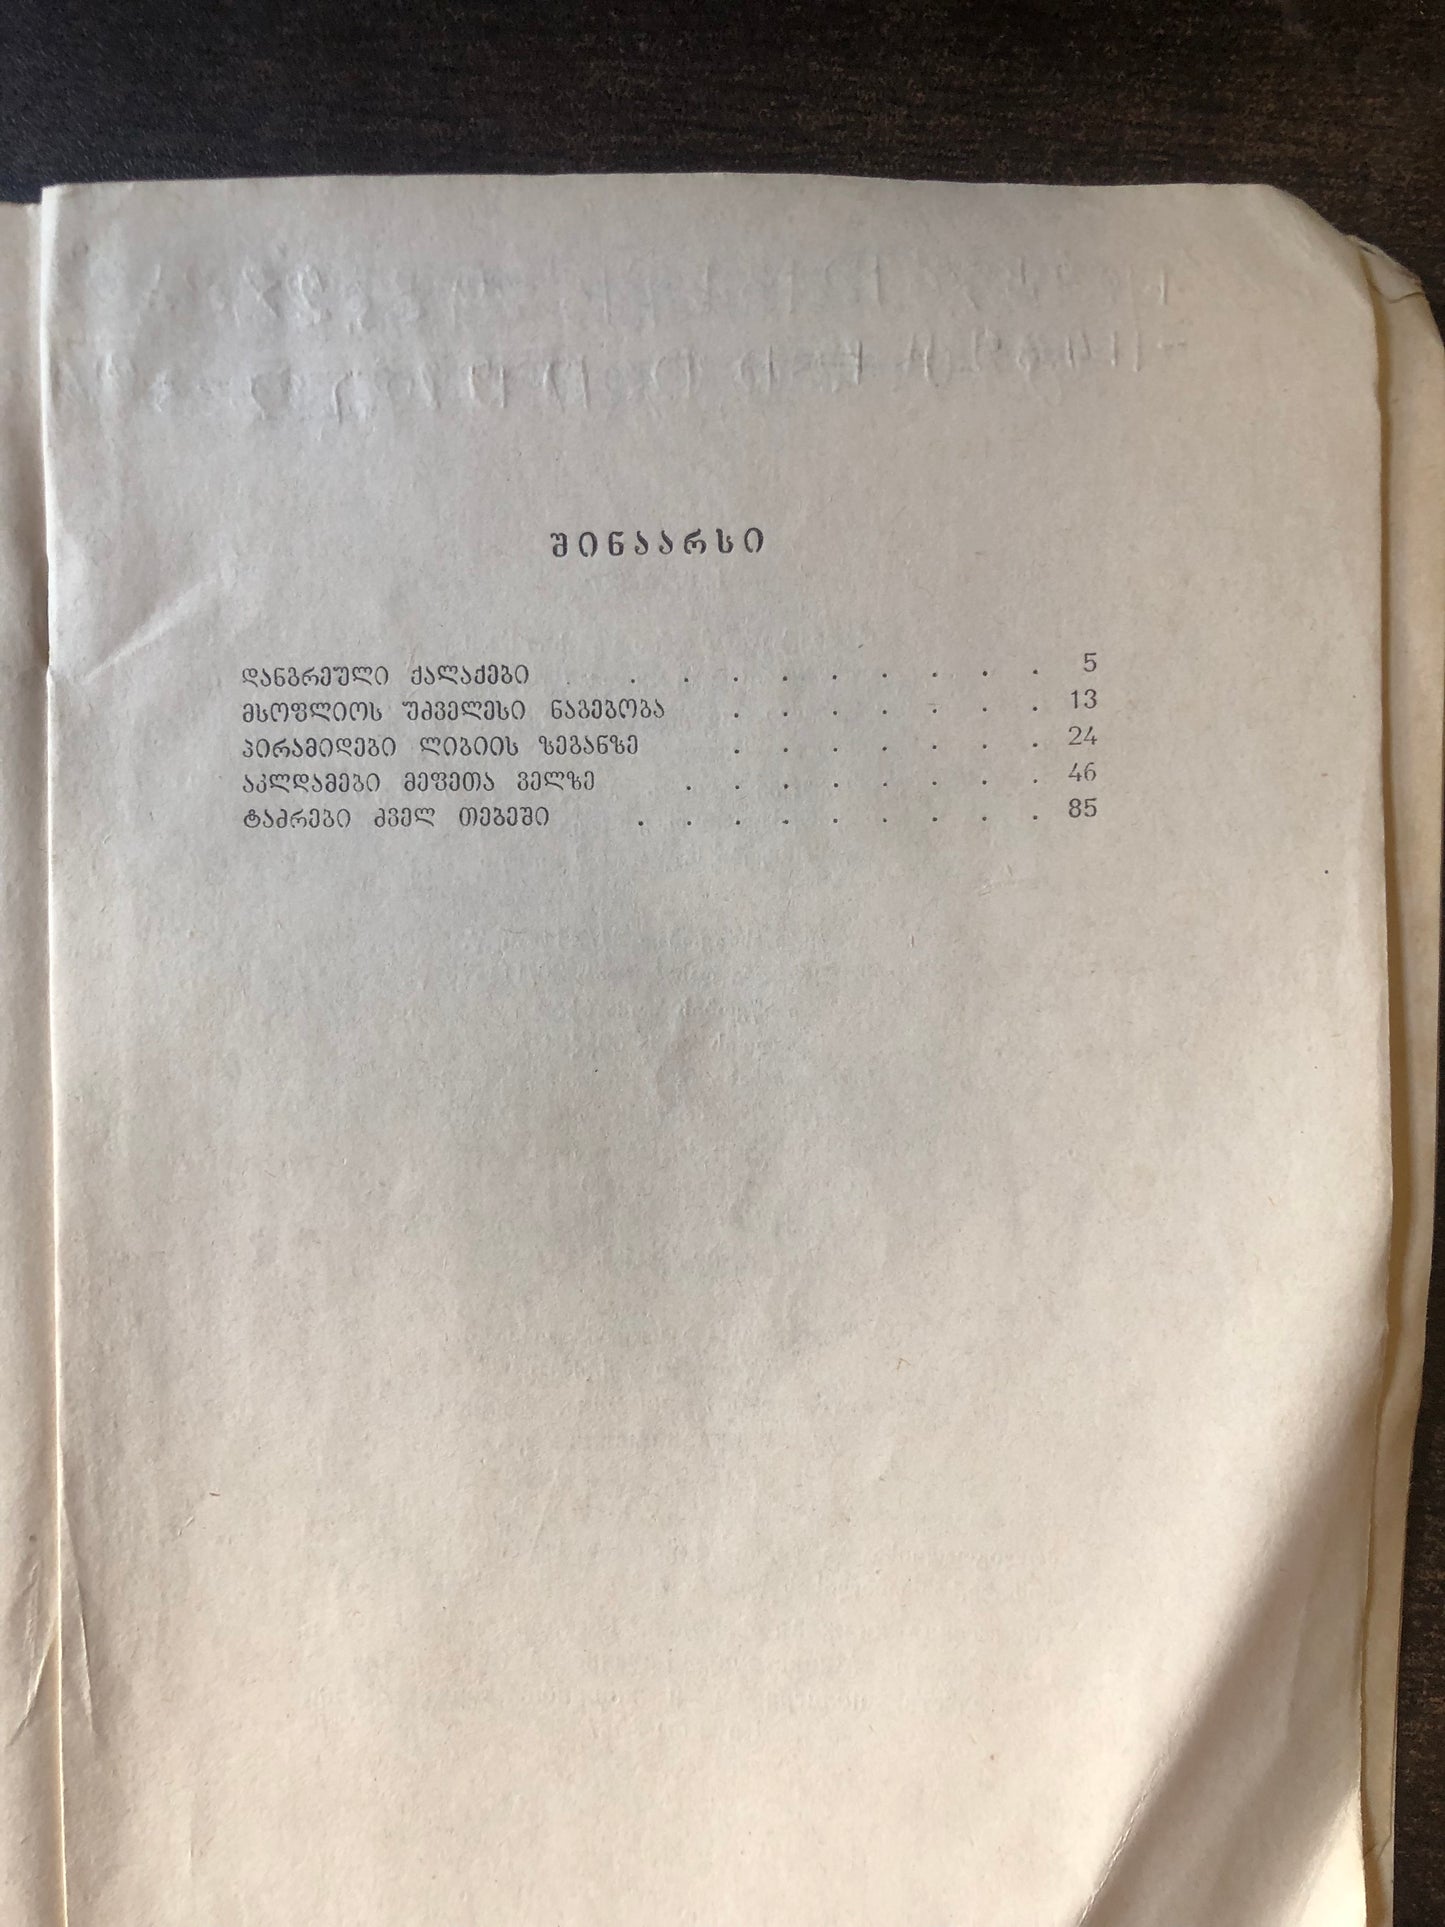 შინაარსი
დანგრეული ქალაქები . . . . . . . . . . 5
მსოფლიოს უძველესი ნაგებობა . . . . . . . 13
პირამიდები ლიბიის ზეგანზე . . . . . . . 24
აკლდამები მეფეთა ველზე . . . . . . . . 46
ტაძრები ძველ თებეში . . . . . . . . . 85